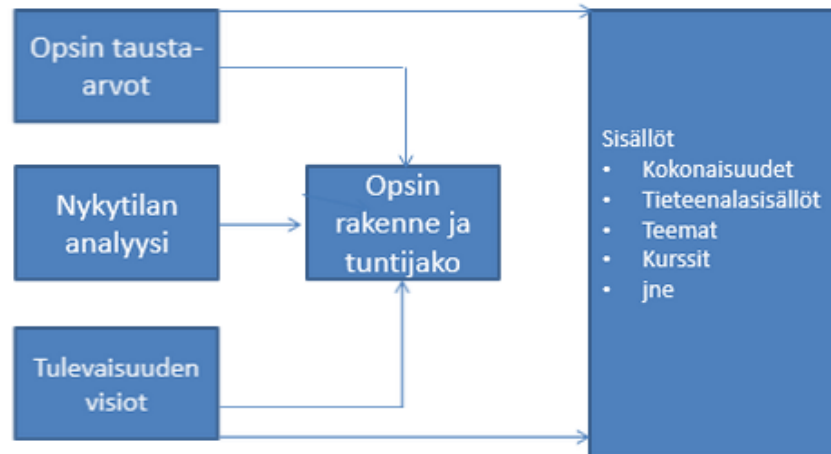 Opsin tausta-
arvot
Nykytilan
analyysi
Tulevaisuuden
visiot
Opsin
rakenne ja
tuntijako
Sisällöt
• Kokonaisuudet
• Tieteenalasisällöt
• Teemat
• Kurssit
• jne